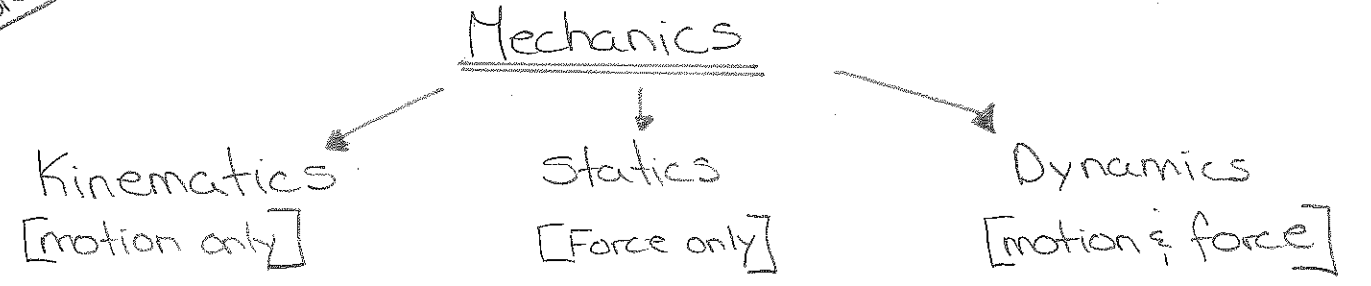 Mechanics
Kinematics Statics Dynamics
[motion only] [Force only] [motion & force]